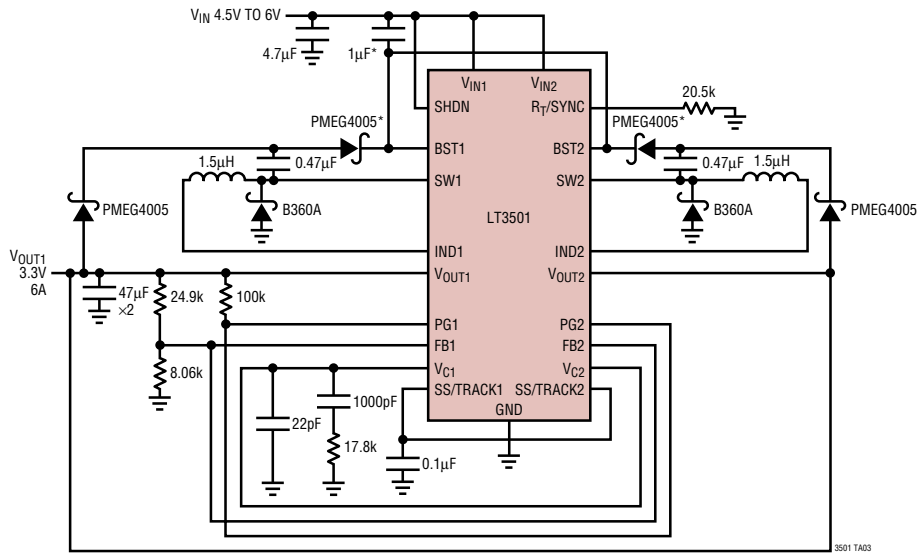 V_IN 4.5V TO 6V
4.7µF
1µF*
V_IN1
V_IN2
SHDN
R_T/SYNC
20.5k
PMEG4005*
PMEG4005*
BST1
BST2
1.5µH
0.47µF
0.47µF
1.5µH
SW1
SW2
PMEG4005
B360A
LT3501
B360A
PMEG4005
IND1
IND2
V_OUT1
3.3V
6A
V_OUT1
V_OUT2
47µF
×2
24.9k
100k
PG1
PG2
FB1
FB2
8.06k
V_C1
V_C2
SS/TRACK1
SS/TRACK2
1000pF
GND
22pF
17.8k
0.1µF
3501 TA03